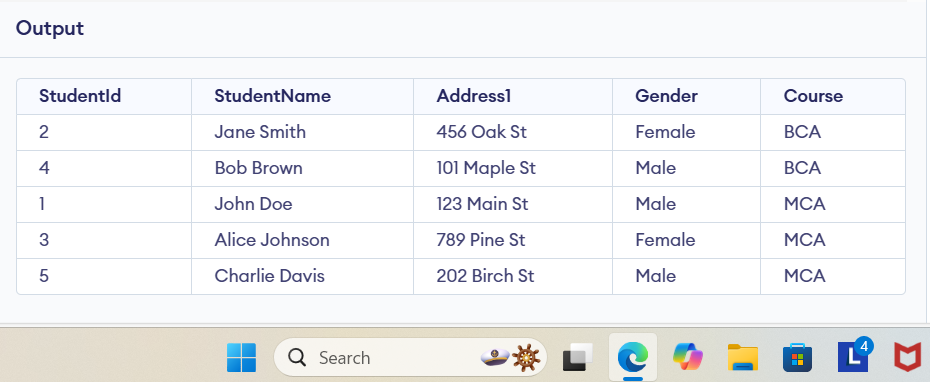 Output
StudentId StudentName Address1 Gender Course
2 Jane Smith 456 Oak St Female BCA
4 Bob Brown 101 Maple St Male BCA
1 John Doe 123 Main St Male MCA
3 Alice Johnson 789 Pine St Female MCA
5 Charlie Davis 202 Birch St Male MCA
Search L 4